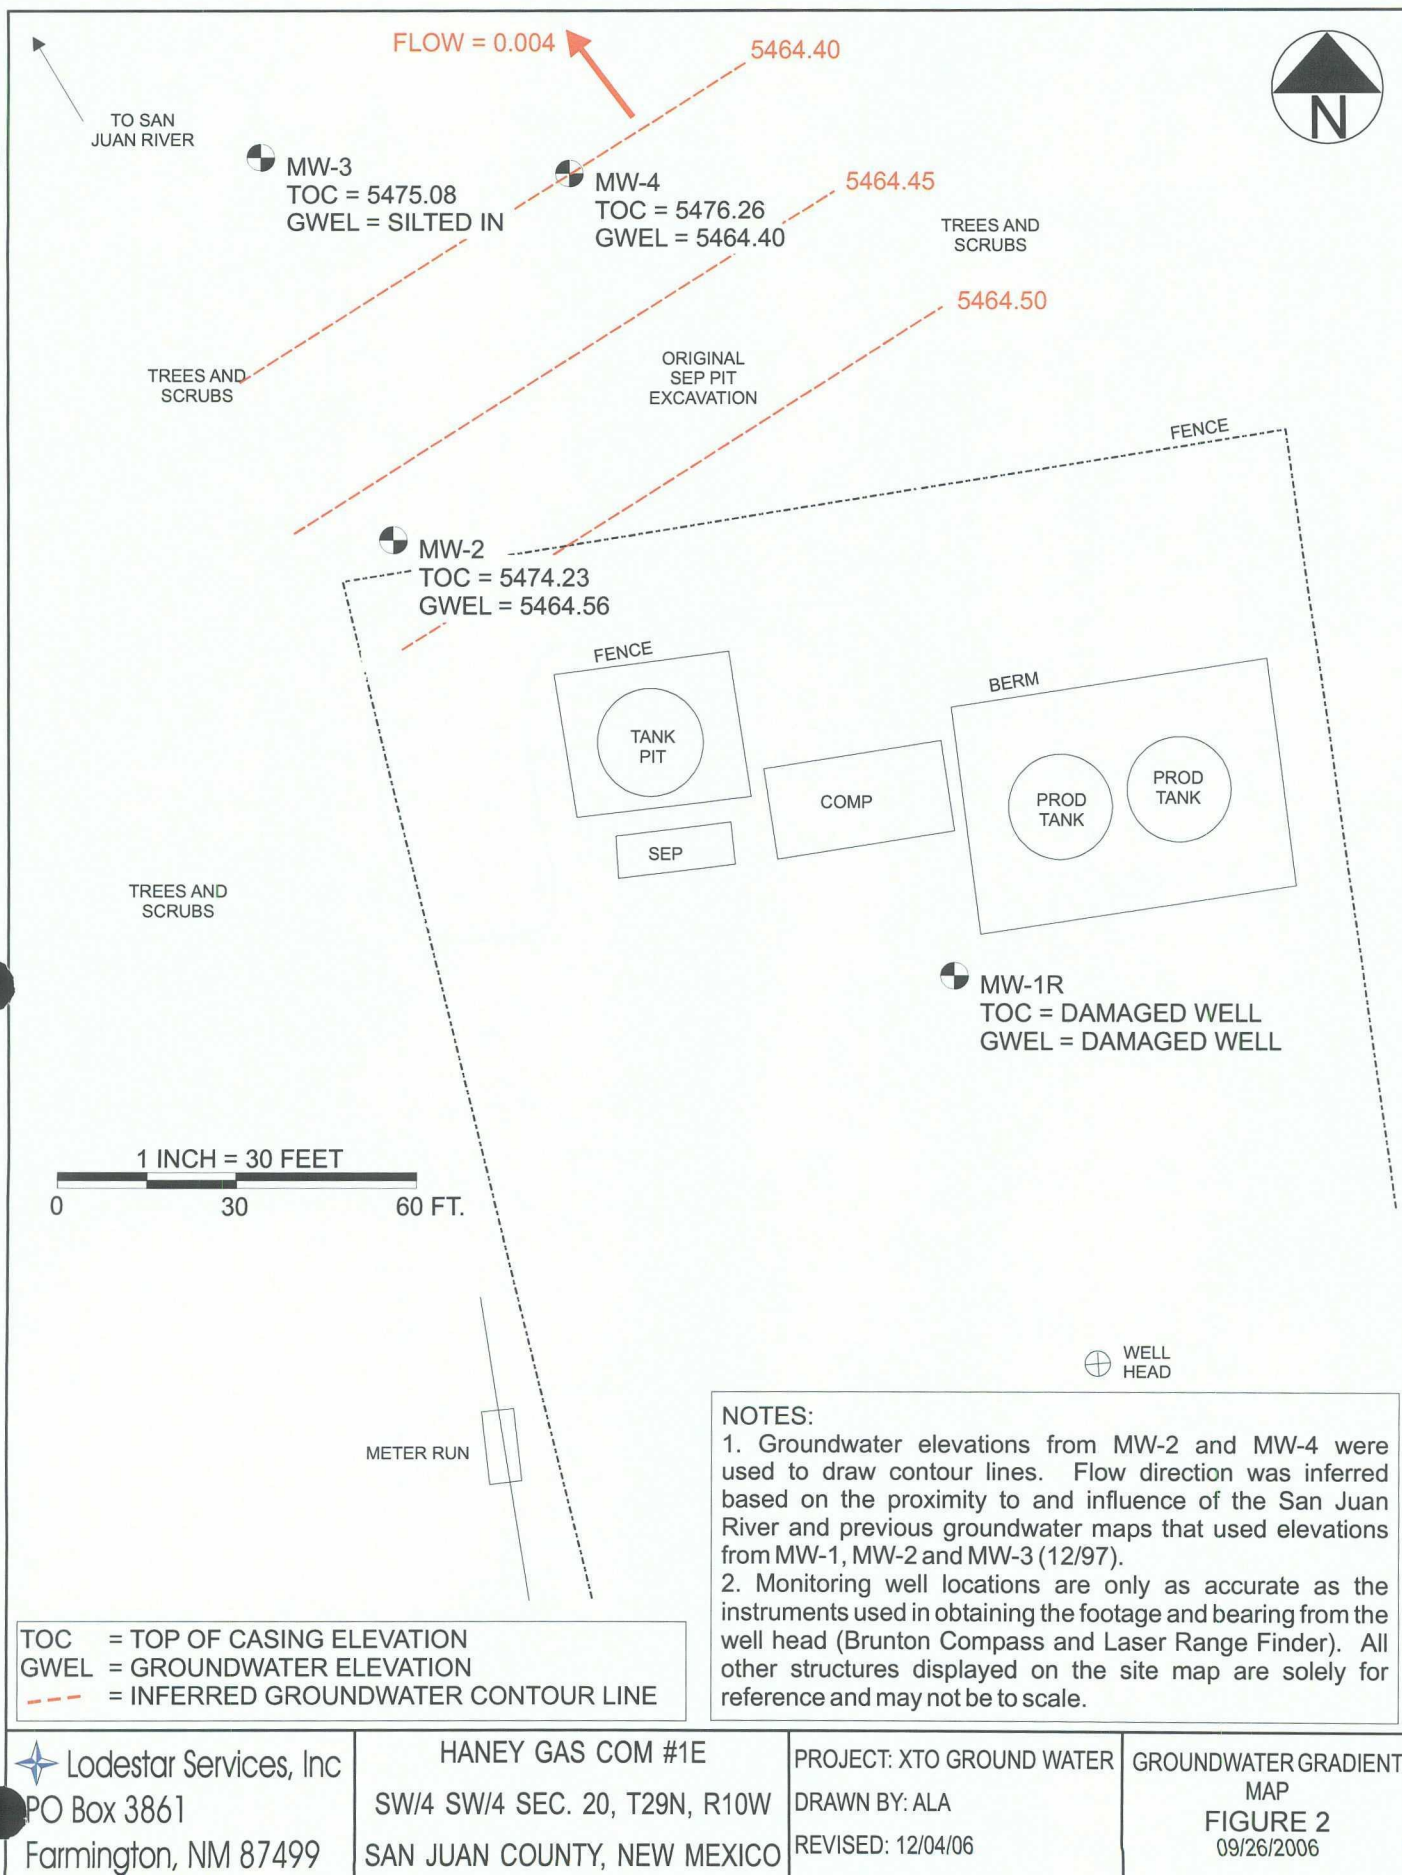 FLOW = 0.004
5464.40
TO SAN
JUAN RIVER
N
MW-3
TOC = 5475.08
GWEL = SILTED IN
MW-4
TOC = 5476.26
GWEL = 5464.40
5464.45
TREES AND
SCRUBS
5464.50
ORIGINAL
SEP PIT
EXCAVATION
TREES AND
SCRUBS
FENCE
MW-2
TOC = 5474.23
GWEL = 5464.56
FENCE
BERM
TANK
PIT
COMP
PROD
TANK
PROD
TANK
SEP
TREES AND
SCRUBS
MW-1R
TOC = DAMAGED WELL
GWEL = DAMAGED WELL
1 INCH = 30 FEET
0 30 60 FT.
WELL
HEAD
METER RUN
NOTES:
1. Groundwater elevations from MW-2 and MW-4 were
used to draw contour lines. Flow direction was inferred
based on the proximity to and influence of the San Juan
River and previous groundwater maps that used elevations
from MW-1, MW-2 and MW-3 (12/97).
2. Monitoring well locations are only as accurate as the
instruments used in obtaining the footage and bearing from the
well head (Brunton Compass and Laser Range Finder). All
other structures displayed on the site map are solely for
reference and may not be to scale.
TOC = TOP OF CASING ELEVATION
GWEL = GROUNDWATER ELEVATION
= INFERRED GROUNDWATER CONTOUR LINE
Lodestar Services, Inc
PO Box 3861
Farmington, NM 87499
HANEY GAS COM #1E
SW/4 SW/4 SEC. 20, T29N, R10W
SAN JUAN COUNTY, NEW MEXICO
PROJECT: XTO GROUND WATER
DRAWN BY: ALA
REVISED: 12/04/06
GROUNDWATER GRADIENT
MAP
FIGURE 2
09/26/2006